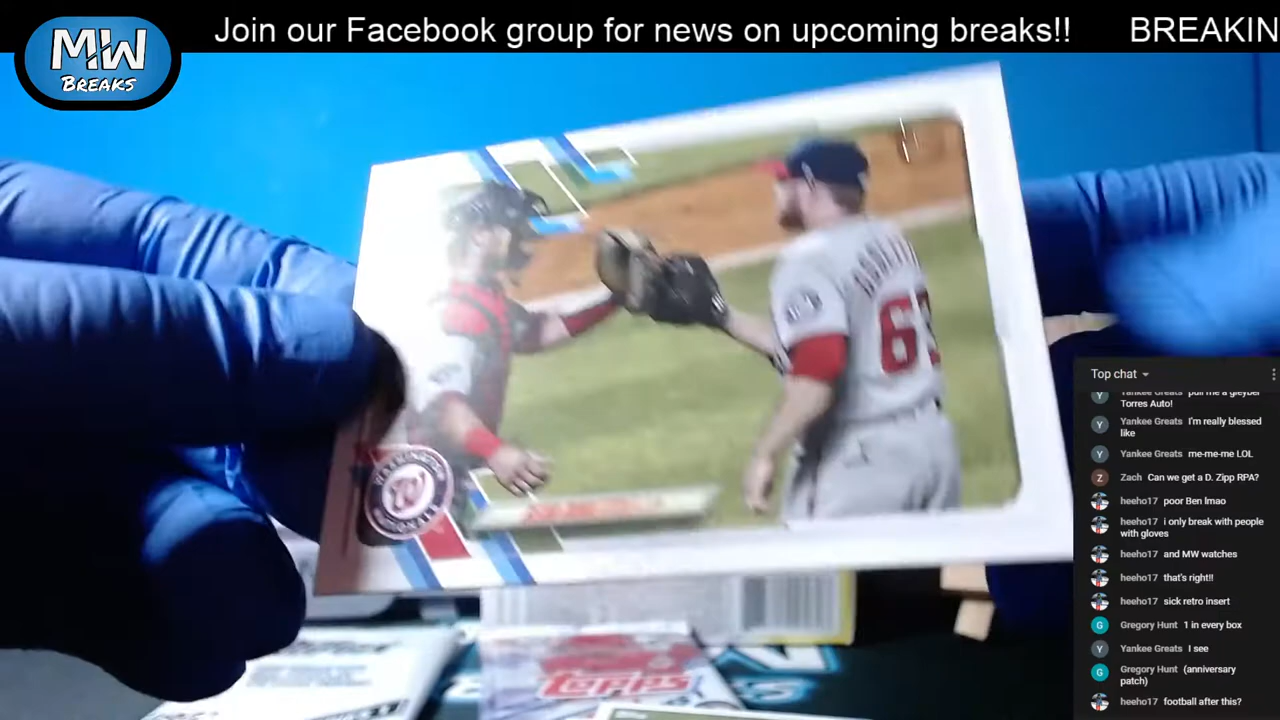 Join our Facebook group for news on upcoming breaks!! BREAKIN
MW
BREAKS
63
WASHINGTON
W
Top chat
Yankee Greats pull me a gleyber
Torres Auto!
Yankee Greats I'm really blessed
like
Yankee Greats me-me-me LOL
Zach Can we get a D. Zipp RPA?
heeho17 poor Ben lmao
heeho17 i only break with people
with gloves
heeho17 and MW watches
heeho17 that's right!!
heeho17 sick retro insert
Gregory Hunt 1 in every box
Yankee Greats I see
Gregory Hunt (anniversary
patch)
heeho17 football after this?
Topps